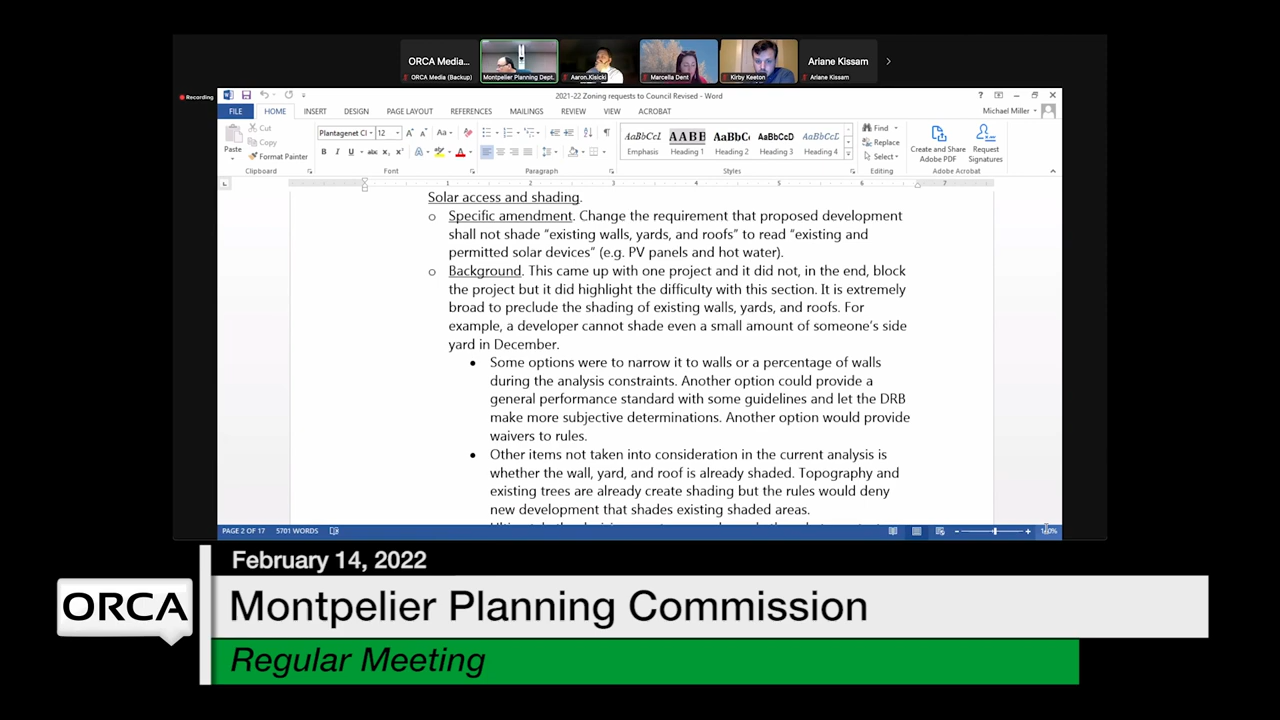 ORCA Media...
Ariane Kissam
ORCA Media (Backup)
Montpelier Planning Dept.
Aaron.Kisicki
Marcella Dent
Kirby Keeton
Ariane Kissam
Recording
2021-22 Zoning requests to Council Revised - Word
FILE HOME INSERT DESIGN PAGE LAYOUT REFERENCES MAILINGS REVIEW VIEW ACROBAT
Michael Miller
Paste
Cut
Copy
Format Painter
Clipboard
Plantagenet Cl 12
Font
Paragraph
AaBbCcI AABB AaBbCc AaBbCcD AaBbCcL
Emphasis Heading 1 Heading 2 Heading 3 Heading 4
Styles
Find
Replace
Select
Editing
Create and Share
Adobe PDF
Request
Signatures
Adobe Acrobat
1 2 3 4 5 6 7
Solar access and shading.
o Specific amendment. Change the requirement that proposed development
shall not shade “existing walls, yards, and roofs” to read “existing and
permitted solar devices” (e.g. PV panels and hot water).
o Background. This came up with one project and it did not, in the end, block
the project but it did highlight the difficulty with this section. It is extremely
broad to preclude the shading of existing walls, yards, and roofs. For
example, a developer cannot shade even a small amount of someone’s side
yard in December.
• Some options were to narrow it to walls or a percentage of walls
during the analysis constraints. Another option could provide a
general performance standard with some guidelines and let the DRB
make more subjective determinations. Another option would provide
waivers to rules.
• Other items not taken into consideration in the current analysis is
whether the wall, yard, and roof is already shaded. Topography and
existing trees are already create shading but the rules would deny
new development that shades existing shaded areas.
PAGE 2 OF 17 5701 WORDS
February 14, 2022
ORCA
Montpelier Planning Commission
Regular Meeting